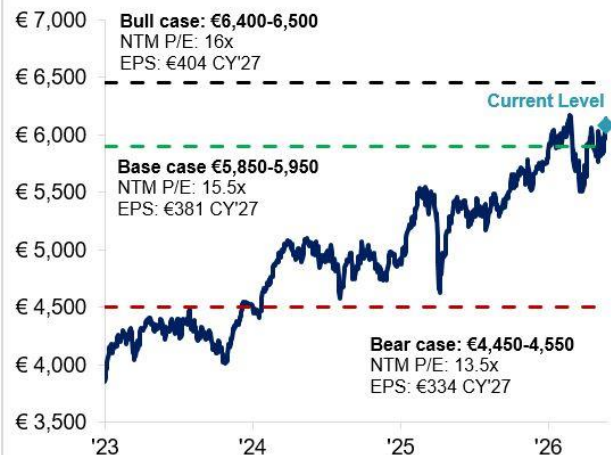 € 7,000
Bull case: €6,400-6,500
NTM P/E: 16x
EPS: €404 CY'27
€ 6,500
Current Level
€ 6,000
Base case €5,850-5,950
NTM P/E: 15.5x
EPS: €381 CY'27
€ 5,500
€ 5,000
€ 4,500
Bear case: €4,450-4,550
NTM P/E: 13.5x
EPS: €334 CY'27
€ 4,000
€ 3,500
'23 '24 '25 '26